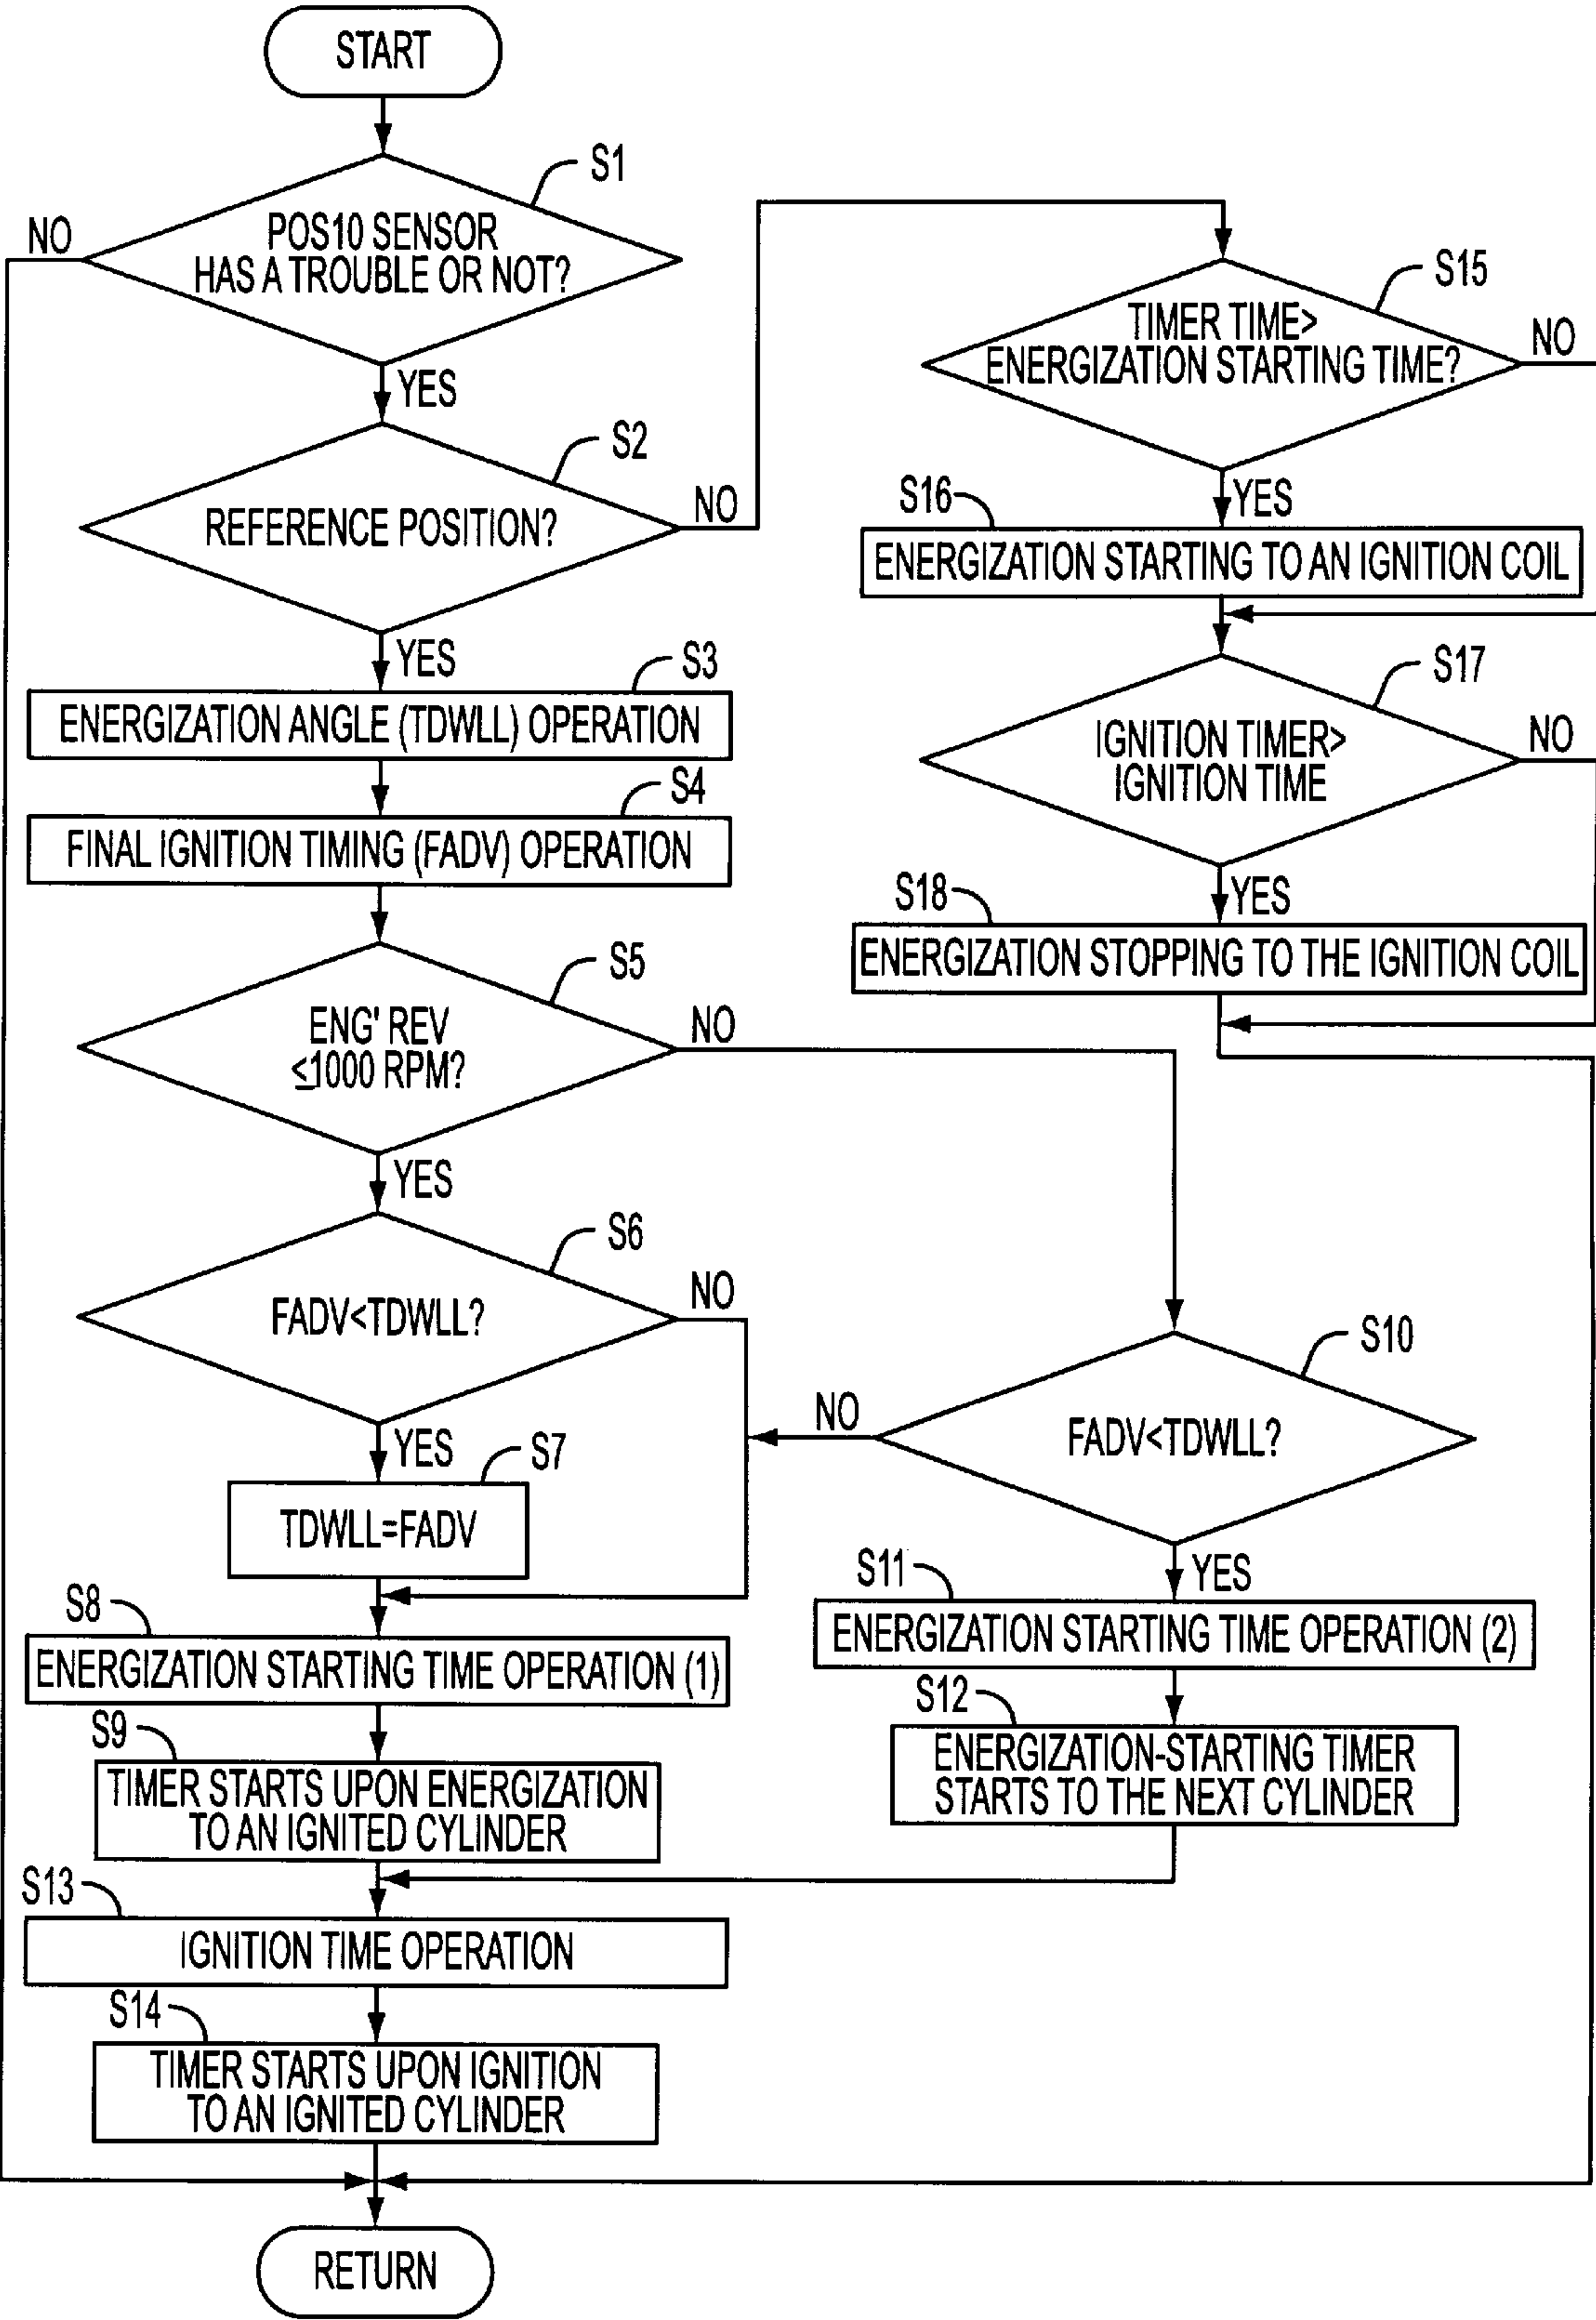 START
S1
NO
POS10 SENSOR
HAS A TROUBLE OR NOT?
YES
S2
REFERENCE POSITION?
NO
YES
S3
ENERGIZATION ANGLE (TDWLL) OPERATION
S4
FINAL IGNITION TIMING (FADV) OPERATION
S5
ENG' REV
≤1000 RPM?
NO
YES
S6
FADV<TDWLL?
NO
YES
S7
TDWLL=FADV
S8
ENERGIZATION STARTING TIME OPERATION (1)
S9
TIMER STARTS UPON ENERGIZATION
TO AN IGNITED CYLINDER
S10
FADV<TDWLL?
NO
YES
S11
ENERGIZATION STARTING TIME OPERATION (2)
S12
ENERGIZATION-STARTING TIMER
STARTS TO THE NEXT CYLINDER
S13
IGNITION TIME OPERATION
S14
TIMER STARTS UPON IGNITION
TO AN IGNITED CYLINDER
S15
TIMER TIME>
ENERGIZATION STARTING TIME?
NO
YES
S16
ENERGIZATION STARTING TO AN IGNITION COIL
S17
IGNITION TIMER>
IGNITION TIME
NO
YES
S18
ENERGIZATION STOPPING TO THE IGNITION COIL
RETURN